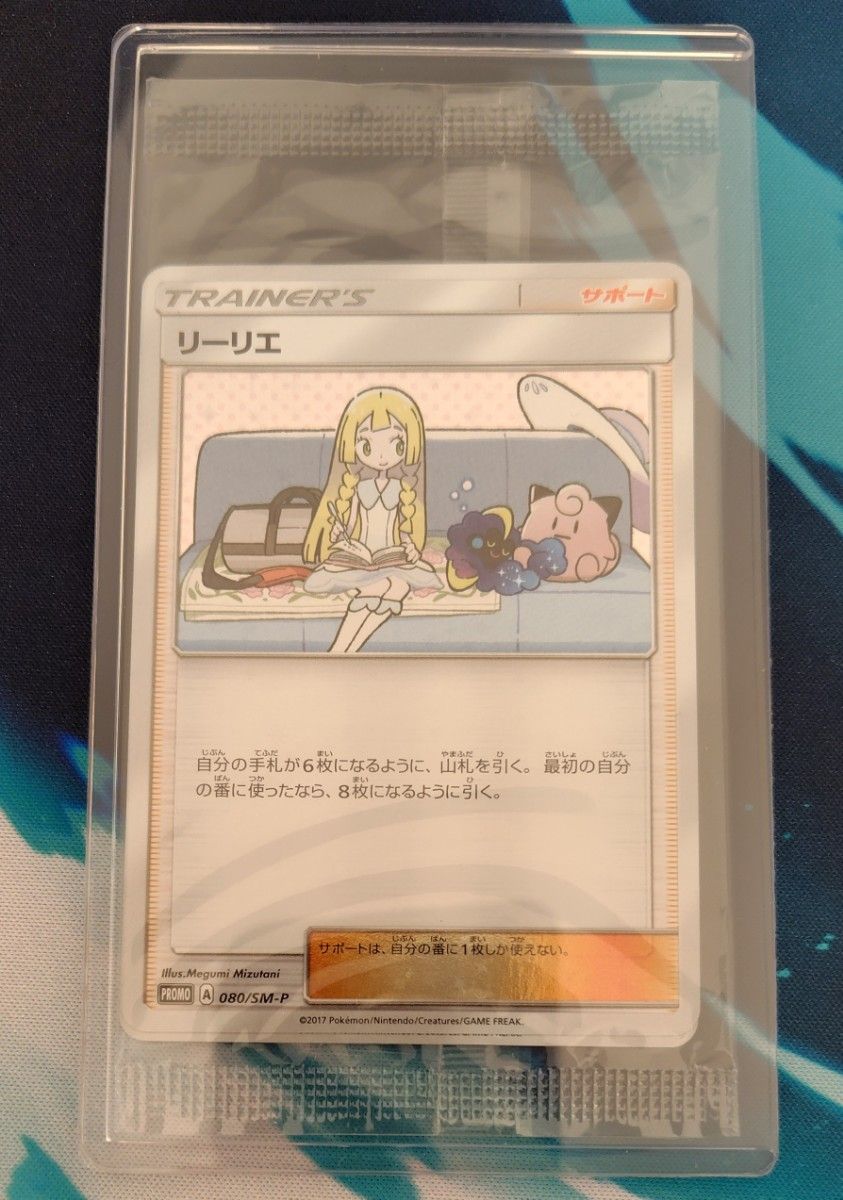 TRAINER'S サポート
リーリエ
自分の手札が6枚になるように、山札を引く。最初の自分
の番に使ったなら、8枚になるように引く。
サポートは、自分の番に1枚しか使えない。
Illus.Megumi Mizutani
PROMO A 080/SM-P
©2017 Pokémon/Nintendo/Creatures/GAME FREAK.